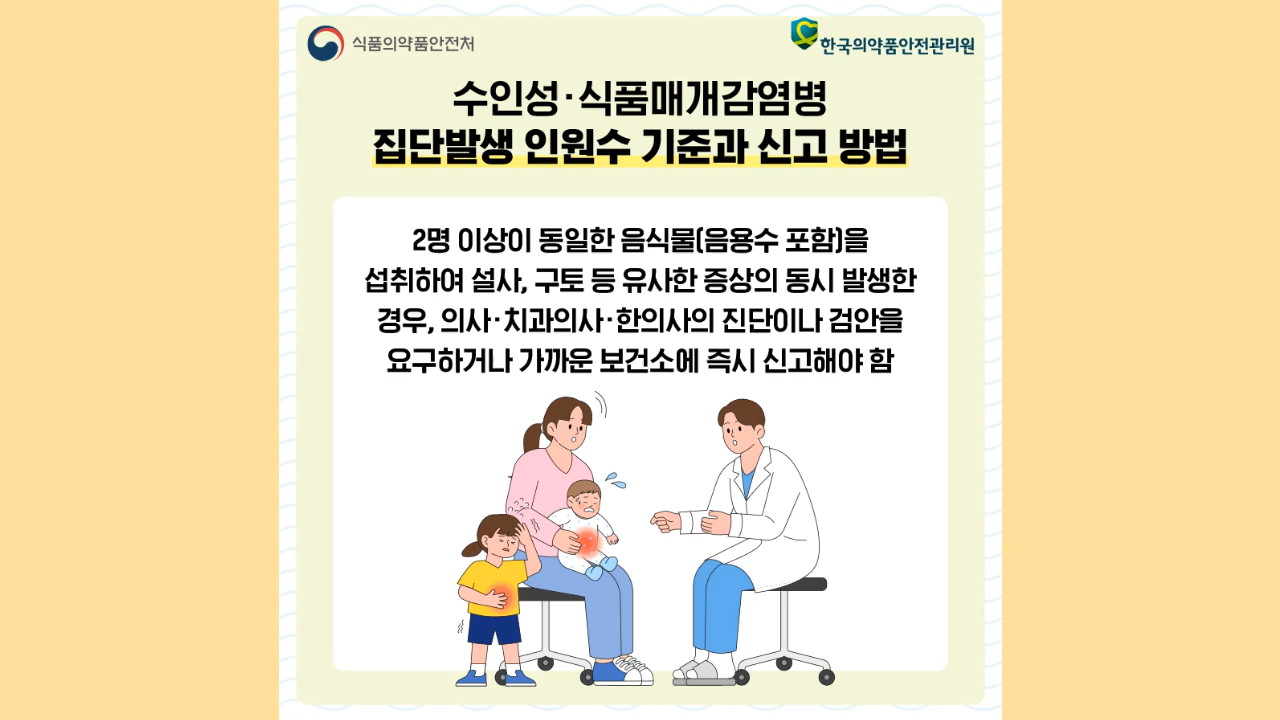 식품의약품안전처
한국의약품안전관리원
수인성·식품매개감염병
집단발생 인원수 기준과 신고 방법
2명 이상이 동일한 음식물(음용수 포함)을
섭취하여 설사, 구토 등 유사한 증상의 동시 발생한
경우, 의사·치과의사·한의사의 진단이나 검안을
요구하거나 가까운 보건소에 즉시 신고해야 함